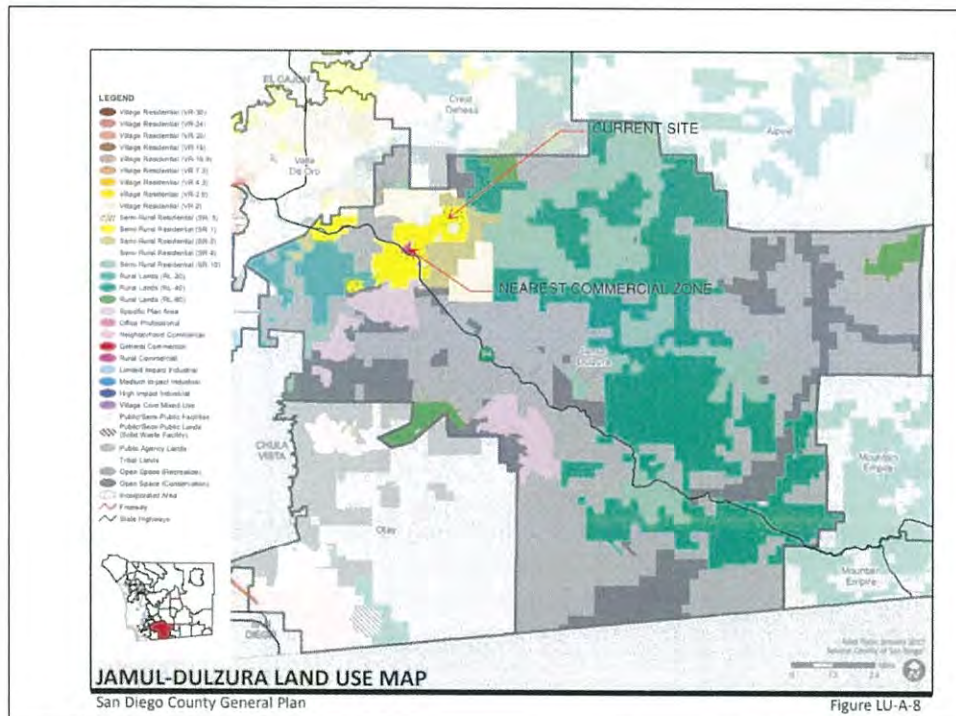 EL CAJON
Crest
Dehesa
Alpine
CURRENT SITE
Valle
De Oro
NEAREST COMMERCIAL ZONE
94
CHULA
VISTA
Otay
Mountain
Empire
Mountain
Empire
LEGEND
Village Residential (VR-30)
Village Residential (VR-24)
Village Residential (VR-20)
Village Residential (VR-15)
Village Residential (VR-10.9)
Village Residential (VR-7.3)
Village Residential (VR-4.3)
Village Residential (VR-2.9)
Village Residential (VR-2)
Semi-Rural Residential (SR-.5)
Semi-Rural Residential (SR-1)
Semi-Rural Residential (SR-2)
Semi-Rural Residential (SR-4)
Semi-Rural Residential (SR-10)
Rural Lands (RL-20)
Rural Lands (RL-40)
Rural Lands (RL-80)
Specific Plan Area
Office Professional
Neighborhood Commercial
General Commercial
Rural Commercial
Limited Impact Industrial
Medium Impact Industrial
High Impact Industrial
Village Core Mixed Use
Public/Semi-Public Facilities
Public/Semi-Public Lands
(Solid Waste Facility)
Public Agency Lands
Tribal Lands
Open Space (Recreation)
Open Space (Conservation)
Incorporated Area
Freeway
State Highways
JAMUL-DULZURA LAND USE MAP
San Diego County General Plan
Figure LU-A-8